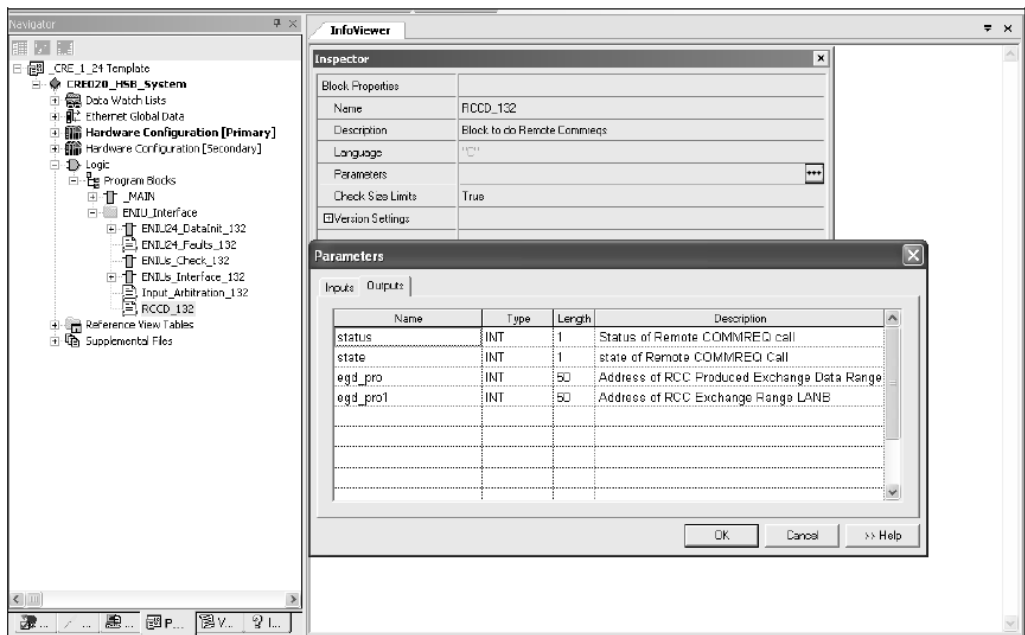 Navigator
_CRE_1_24 Template
CRE020_HSB_System
Data Watch Lists
Ethernet Global Data
Hardware Configuration [Primary]
Hardware Configuration [Secondary]
Logic
Program Blocks
_MAIN
ENIU_Interface
ENIU24_DataInit_132
ENIU24_Faults_132
ENIUs_Check_132
ENIUs_Interface_132
Input_Arbitration_132
RCCD_132
Reference View Tables
Supplemental Files
P...
V...
I...
InfoViewer
Inspector
Block Properties
Name RCCD_132
Description Block to do Remote Commreqs
Language "C"
Parameters
Check Size Limits True
Version Settings
Parameters
Inputs Outputs
Name Type Length Description
status INT 1 Status of Remote COMMREQ call
state INT 1 state of Remote COMMREQ Call
egd_pro INT 50 Address of RCC Produced Exchange Data Range
egd_pro1 INT 50 Address of RCC Exchange Range LANB
OK Cancel >> Help